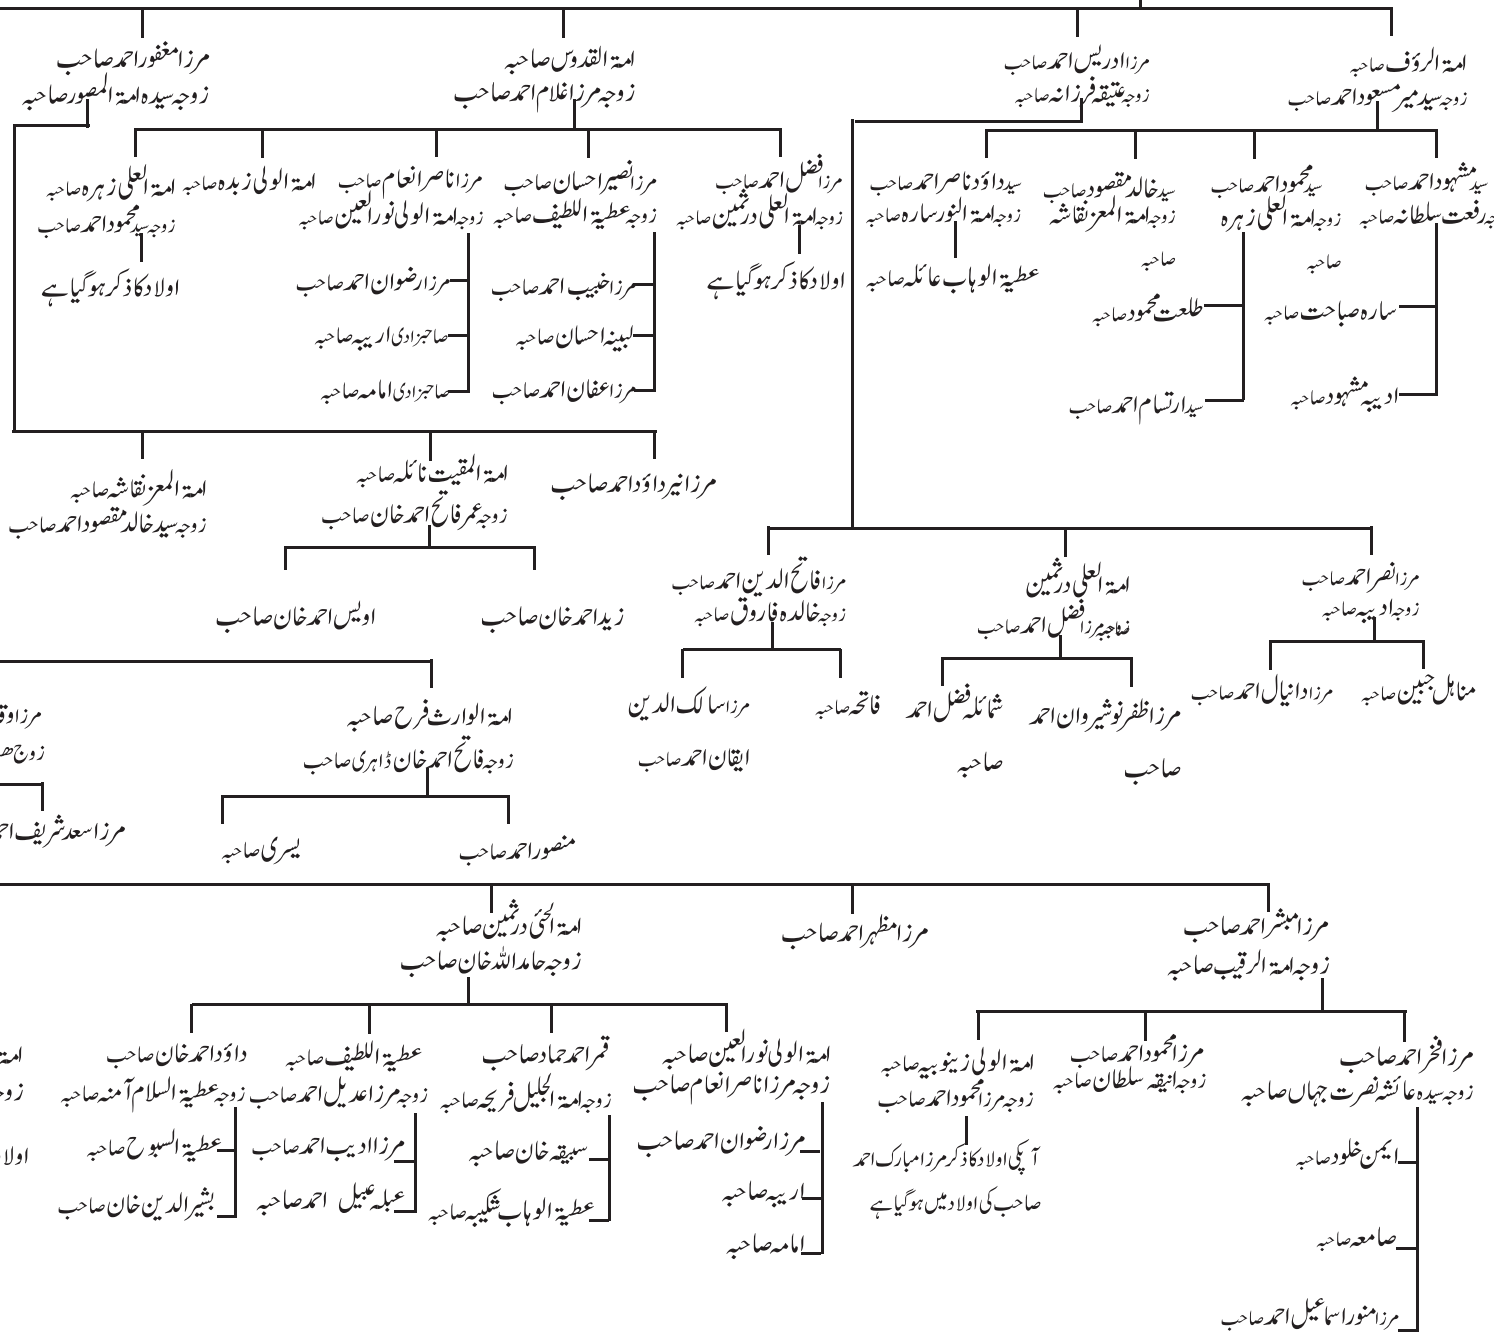 امۃ الرؤف صاحبہ
زوجہ سید میر مسعود احمد صاحب
مرزا ادریس احمد صاحب
زوجہ عتیقہ فرزانہ صاحبہ
امۃ القدوس صاحبہ
زوجہ مرزا غلام احمد صاحب
مرزا مغفور احمد صاحب
زوجہ سیدہ امۃ المصور صاحبہ
سید مشہود احمد صاحب
رفعت سلطانہ صاحبہ
سید محمود احمد صاحب
زوجہ امۃ العلی زہرہ
صاحبہ
سید خالد مقصود صاحب
زوجہ امۃ المعز نقاشہ
صاحبہ
سید داؤد ناصر احمد صاحب
زوجہ امۃ النور سارہ صاحبہ
مرزا فضل احمد صاحب
زوجہ امۃ العلی درثمین صاحبہ
مرزا نصیر احسان صاحب
زوجہ عطیۃ اللطیف صاحبہ
مرزا ناصر انعام صاحب
زوجہ امۃ الولی نور العین صاحبہ
امۃ الولی زبدہ صاحبہ
امۃ العلی زہرہ صاحبہ
زوجہ سید محمود احمد صاحب
سارہ صباحت صاحبہ
ادیبہ مشہود صاحبہ
طلعت محمود صاحبہ
سید ارتسام احمد صاحب
عطیۃ الوہاب عائلہ صاحبہ
اولاد کا ذکر ہو گیا ہے
مرزا خبیب احمد صاحب
لبینہ احسان صاحبہ
مرزا عفان احمد صاحب
مرزا رضوان احمد صاحب
صاحبزادی اریبہ صاحبہ
صاحبزادی امامہ صاحبہ
اولاد کا ذکر ہو گیا ہے
مرزا نیر داؤد احمد صاحب
امۃ المقیت نائلہ صاحبہ
زوجہ عمر فاتح احمد خان صاحب
امۃ المعز نقاشہ صاحبہ
زوجہ سید خالد مقصود احمد صاحب
زید احمد خان صاحب
اویس احمد خان صاحب
مرزا نصر احمد صاحب
زوجہ ادیبہ صاحبہ
امۃ العلی درثمین
مرزا فضل احمد صاحب
مرزا فاتح الدین احمد صاحب
زوجہ خالدہ فاروق صاحبہ
مناہل جبین صاحبہ
مرزا دانیال احمد صاحب
مرزا ظفر نوشیروان احمد
صاحب
شمائلہ فضل احمد
صاحبہ
فاتحہ صاحبہ
مرزا سالک الدین
ایقان احمد صاحب
امۃ الوارث فرح صاحبہ
زوجہ فاتح احمد خان ڈاہری صاحب
منصور احمد صاحب
یسری صاحبہ
مرزا وق
زوج
مرزا سعد شریف
مرزا مبشر احمد صاحب
زوجہ امۃ الرقیب صاحبہ
مرزا مظہر احمد صاحب
امۃ الحئی درثمین صاحبہ
زوجہ حامد اللہ خان صاحب
مرزا فخر احمد صاحب
زوجہ سیدہ عائشہ نصرت جہاں صاحبہ
مرزا محمود احمد صاحب
زوجہ انیقہ سلطان صاحبہ
امۃ الولی زینوبیہ صاحبہ
زوجہ مرزا محمود احمد صاحب
امۃ الولی نور العین صاحبہ
زوجہ مرزا ناصر انعام صاحب
قمر احمد حماد صاحب
زوجہ امۃ الجلیل فریحہ صاحبہ
عطیۃ اللطیف صاحبہ
زوجہ مرزا عدیل احمد صاحب
داؤد احمد خان صاحب
زوجہ عطیۃ السلام آمنہ صاحبہ
امۃ
اولا
ایمن خلود صاحبہ
صامعہ صاحبہ
مرزا منور اسماعیل احمد صاحب
آپکی اولاد کا ذکر مرزا مبارک احمد
صاحب کی اولاد میں ہو گیا ہے
مرزا رضوان احمد صاحب
اریبہ صاحبہ
امامہ صاحبہ
سبیقہ خان صاحبہ
عطیۃ الوہاب شکیبہ صاحبہ
مرزا ادیب احمد صاحب
عبلہ عبیل احمد صاحبہ
عطیۃ السبوح صاحبہ
بشیر الدین خان صاحب